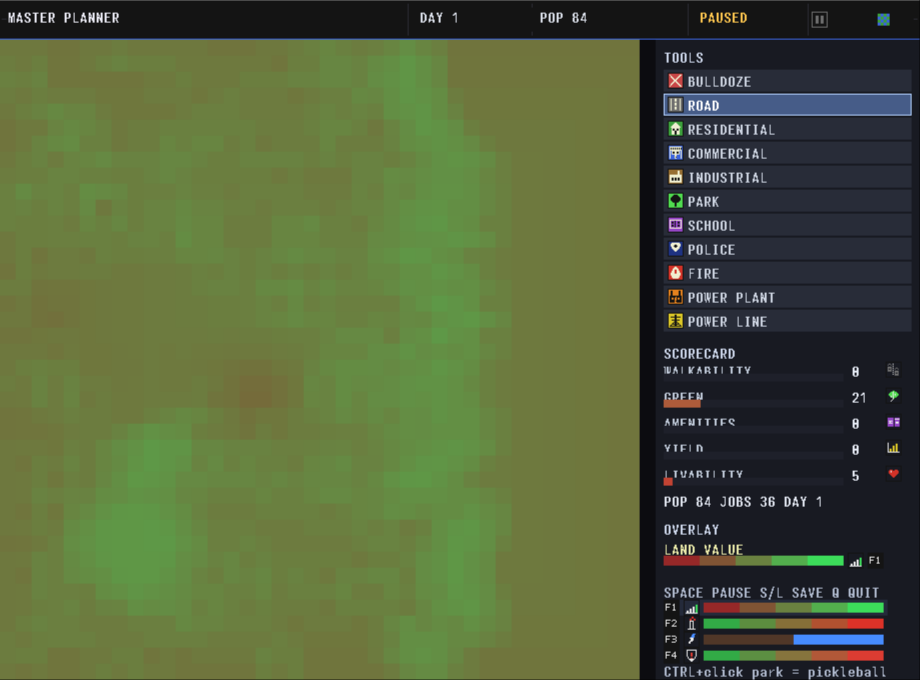 MASTER PLANNER DAY 1 POP 84 PAUSED
TOOLS
BULLDOZE
ROAD
RESIDENTIAL
COMMERCIAL
INDUSTRIAL
PARK
SCHOOL
POLICE
FIRE
POWER PLANT
POWER LINE
SCORECARD
WALKABILITY 0
GREEN 21
AMENITIES 0
YIELD 0
LIVABILITY 5
POP 84 JOBS 36 DAY 1
OVERLAY
LAND VALUE
F1
SPACE PAUSE S/L SAVE Q QUIT
F1
F2
F3
F4
CTRL+click park = pickleball